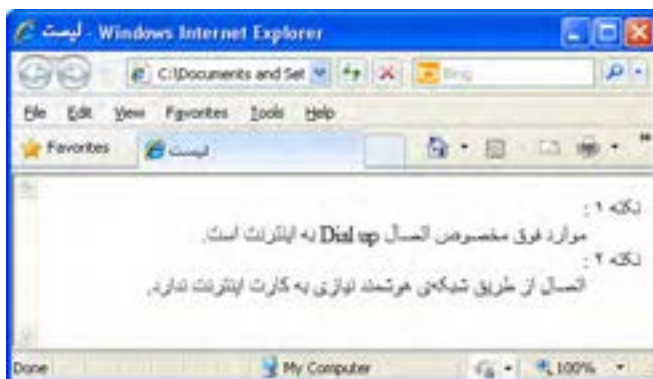 لیست - Windows Internet Explorer
C:\Documents and Set
Bing
File Edit View Favorites Tools Help
Favorites لیست
نکته ۱ :
موارد فوق مخصوص اتصال Dial up به اینترنت است.
نکته ۲ :
اتصال از طریق شبکه‌ی هوشمند نیازی به کارت اینترنت ندارد.
Done My Computer 100%